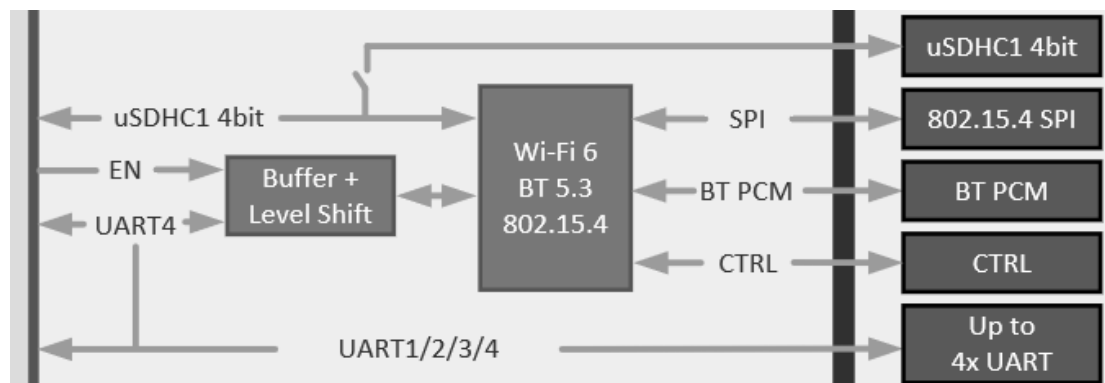 uSDHC1 4bit
uSDHC1 4bit
SPI
802.15.4 SPI
EN
Buffer +
Level Shift
Wi-Fi 6
BT 5.3
802.15.4
BT PCM
BT PCM
UART4
CTRL
CTRL
UART1/2/3/4
Up to
4x UART